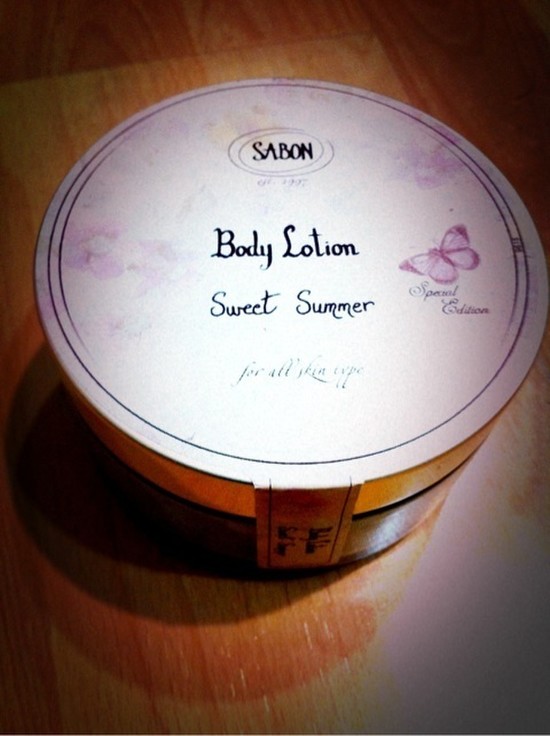 SABON
est. 1997
Body Lotion
Sweet Summer
Special
Edition
for all skin type